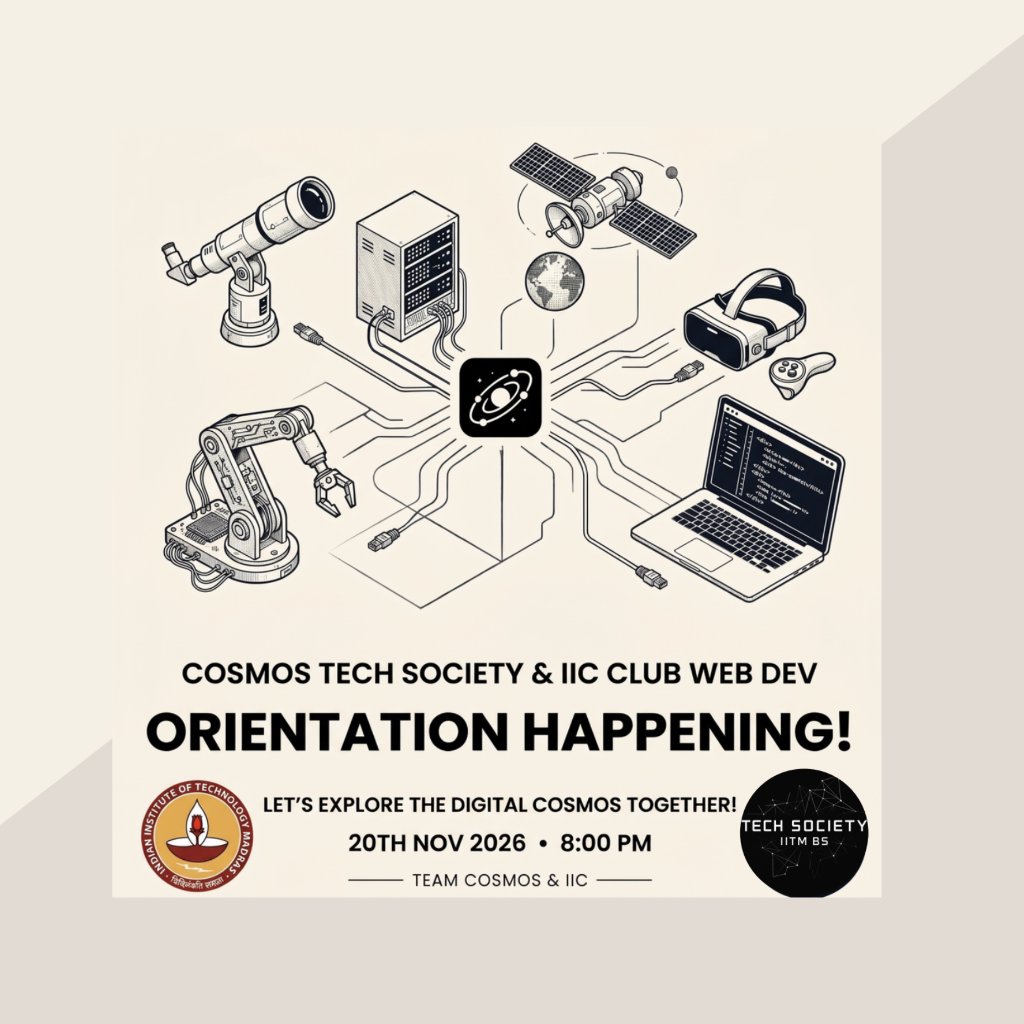 COSMOS TECH SOCIETY & IIC CLUB WEB DEV
ORIENTATION HAPPENING!
LET'S EXPLORE THE DIGITAL COSMOS TOGETHER!
20TH NOV 2026 • 8:00 PM
TEAM COSMOS & IIC
INDIAN INSTITUTE OF TECHNOLOGY MADRAS
TECH SOCIETY
IITM BS